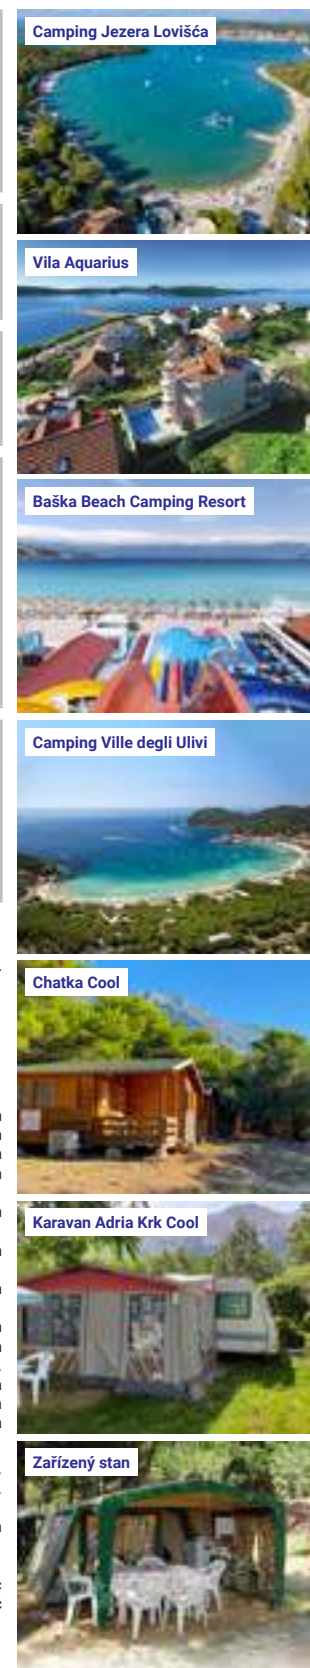 Camping Jezera Lovišća
Vila Aquarius
Baška Beach Camping Resort
Camping Ville degli Ulivi
Chatka Cool
Karavan Adria Krk Cool
Zařízený stan